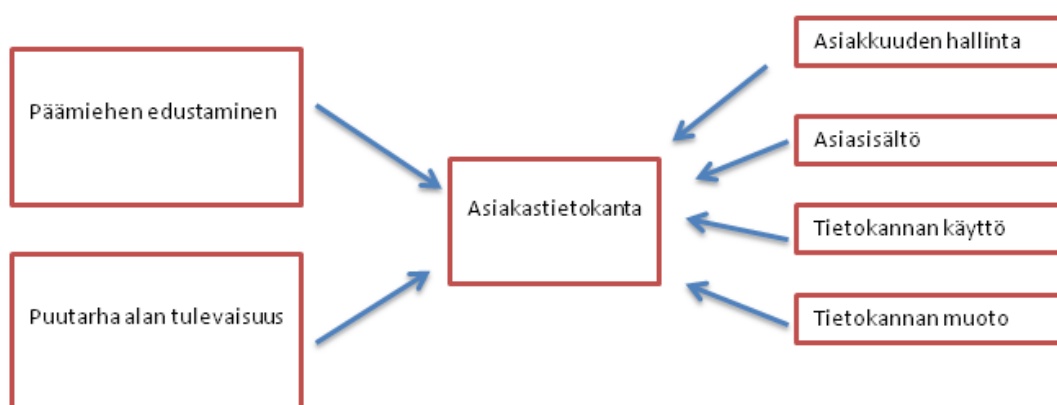 Päämiehen edustaminen
Puutarha alan tulevaisuus
Asiakastietokanta
Asiakkuuden hallinta
Asiasisältö
Tietokannan käyttö
Tietokannan muoto